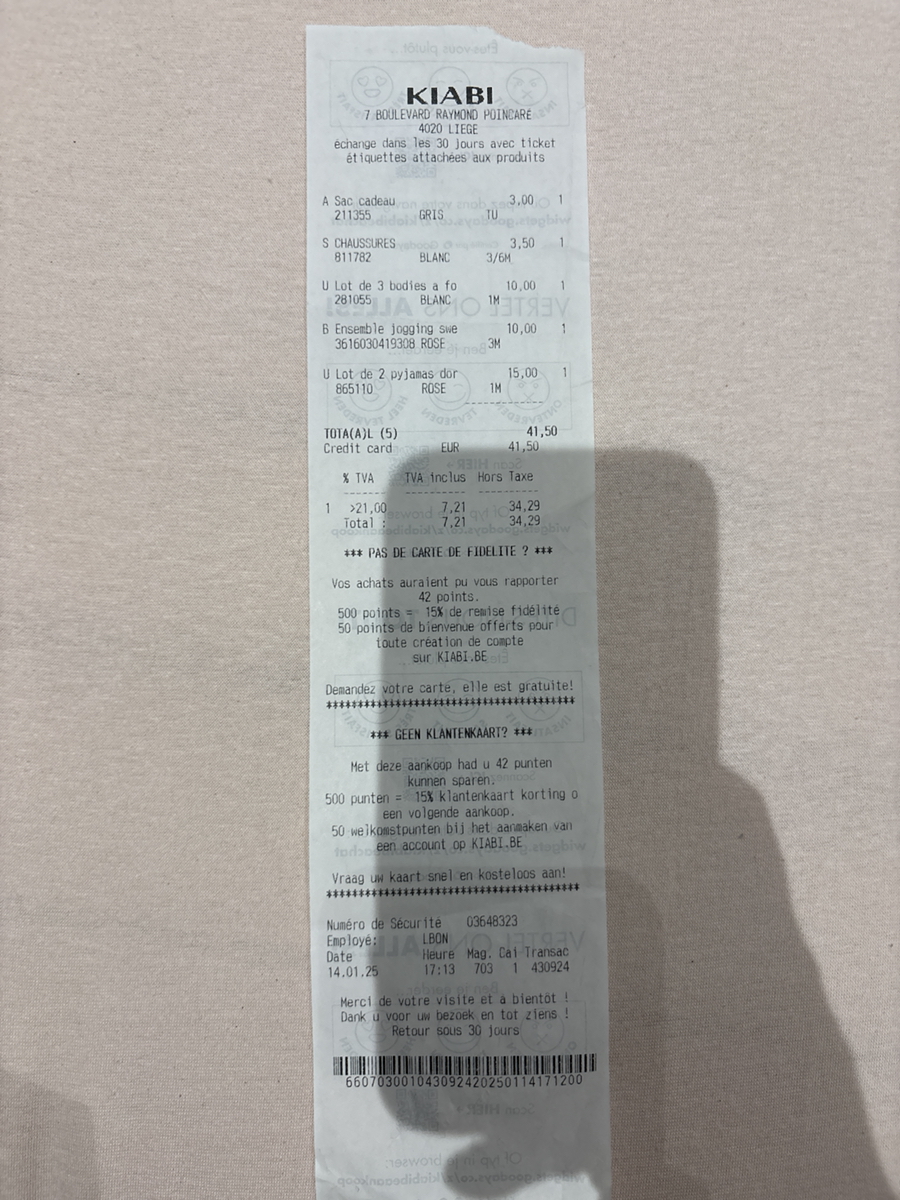 KIABI
7 BOULEVARD RAYMOND POINCARE
4020 LIEGE
échange dans les 30 jours avec ticket
étiquettes attachées aux produits
A Sac cadeau 3,00 1
211355 GRIS TU
S CHAUSSURES 3,50 1
811782 BLANC 3/6M
U Lot de 3 bodies a fo 10,00 1
281055 BLANC 1M
B Ensemble jogging swe 10,00 1
3616030419308 ROSE 3M
U Lot de 2 pyjamas dor 15,00 1
865110 ROSE 1M
------------
TOTA(A)L (5) 41,50
Credit card EUR 41,50
% TVA TVA inclus Hors Taxe
-------- ---------- ----------
1 >21,00 7,21 34,29
Total : 7,21 34,29
*** PAS DE CARTE DE FIDELITE ? ***
Vos achats auraient pu vous rapporter
42 points.
500 points = 15% de remise fidélité
50 points de bienvenue offerts pour
toute création de compte
sur KIABI.BE
Demandez votre carte, elle est gratuite!
****************************************
*** GEEN KLANTENKAART? ***
Met deze aankoop had u 42 punten
kunnen sparen.
500 punten = 15% klantenkaart korting o
een volgende aankoop.
50 welkomstpunten bij het aanmaken van
een account op KIABI.BE
Vraag uw kaart snel en kosteloos aan!
****************************************
Numéro de Sécurité 03648323
Employé: LBON
Date Heure Mag. Cai Transac
14.01.25 17:13 703 1 430924
Merci de votre visite et a bientôt !
Dank u voor uw bezoek en tot ziens !
Retour sous 30 jours
660703001043092420250114171200